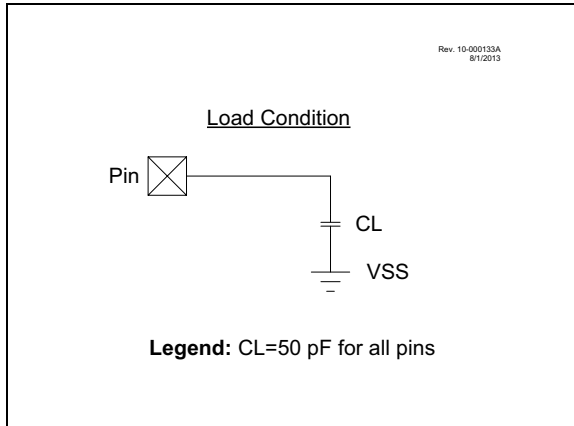 Rev. 10-000133A
8/1/2013
Load Condition
Pin
CL
VSS
Legend: CL=50 pF for all pins